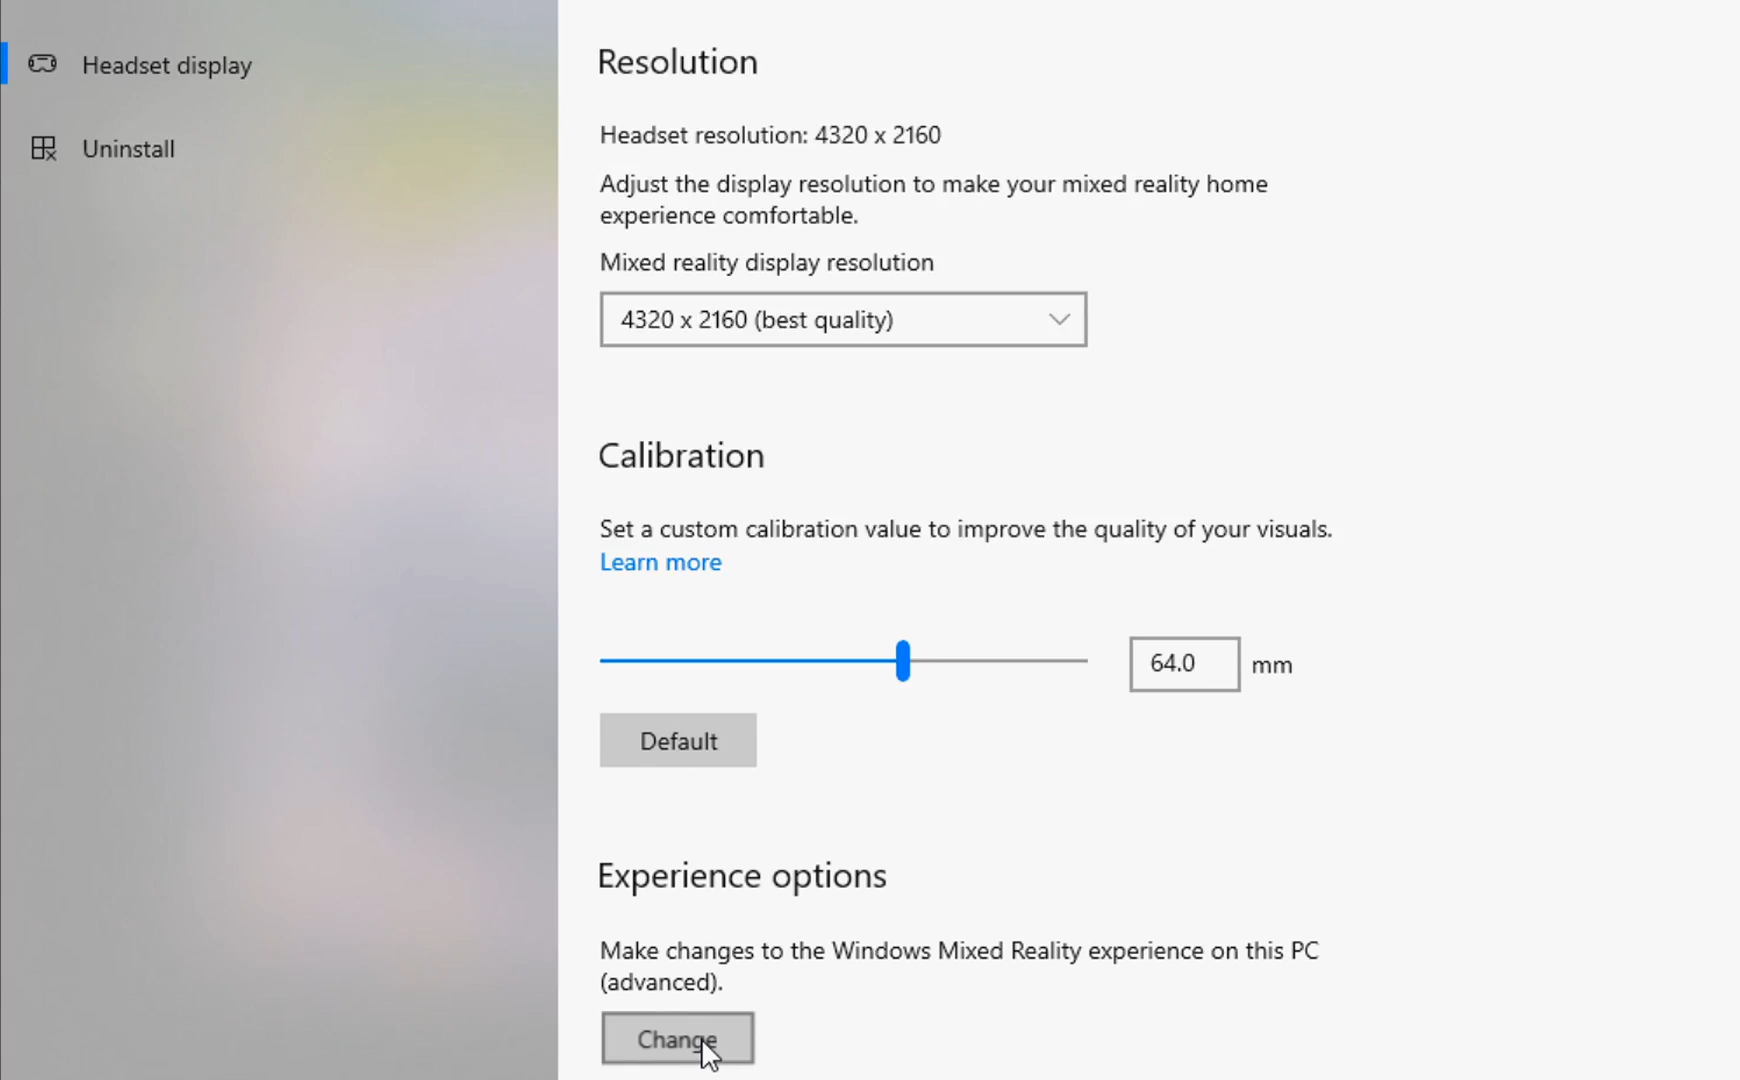 Headset display
Uninstall
Resolution
Headset resolution: 4320 x 2160
Adjust the display resolution to make your mixed reality home
experience comfortable.
Mixed reality display resolution
4320 x 2160 (best quality)
Calibration
Set a custom calibration value to improve the quality of your visuals.
Learn more
64.0 mm
Default
Experience options
Make changes to the Windows Mixed Reality experience on this PC
(advanced).
Change